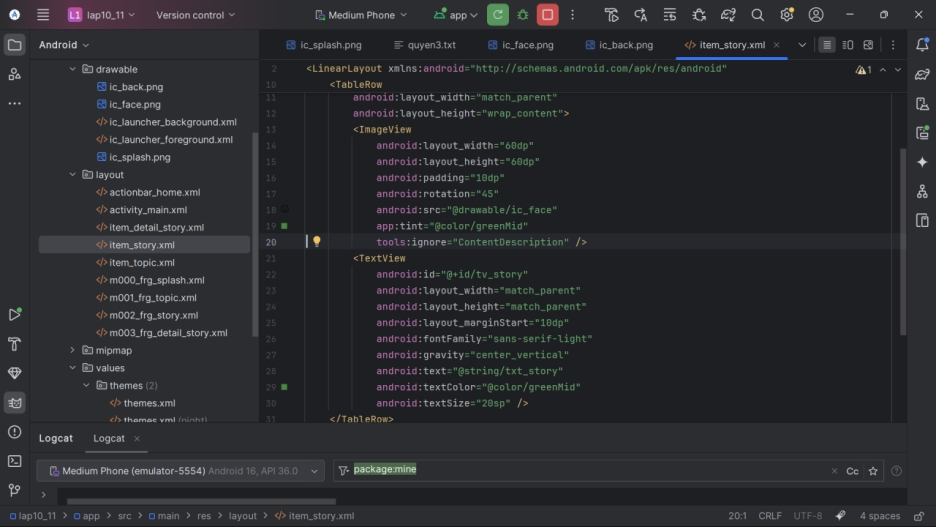 L1 lap10_11 Version control Medium Phone app
Android
ic_splash.png quyen3.txt ic_face.png ic_back.png item_story.xml
drawable
ic_back.png
ic_face.png
ic_launcher_background.xml
ic_launcher_foreground.xml
ic_splash.png
layout
actionbar_home.xml
activity_main.xml
item_detail_story.xml
item_story.xml
item_topic.xml
m000_frg_splash.xml
m001_frg_topic.xml
m002_frg_story.xml
m003_frg_detail_story.xml
mipmap
values
themes (2)
themes.xml
themes.xml (night)
2 <LinearLayout xmlns:android="http://schemas.android.com/apk/res/android"
10 <TableRow
11 android:layout_width="match_parent"
12 android:layout_height="wrap_content">
13 <ImageView
14 android:layout_width="60dp"
15 android:layout_height="60dp"
16 android:padding="10dp"
17 android:rotation="45"
18 android:src="@drawable/ic_face"
19 app:tint="@color/greenMid"
20 tools:ignore="ContentDescription" />
21 <TextView
22 android:id="@+id/tv_story"
23 android:layout_width="match_parent"
24 android:layout_height="match_parent"
25 android:layout_marginStart="10dp"
26 android:fontFamily="sans-serif-light"
27 android:gravity="center_vertical"
28 android:text="@string/txt_story"
29 android:textColor="@color/greenMid"
30 android:textSize="20sp" />
31 </TableRow>
1
Logcat Logcat
Medium Phone (emulator-5554) Android 16, API 36.0 package:mine Cc
lap10_11 > app > src > main > res > layout > item_story.xml 20:1 CRLF UTF-8 4 spaces